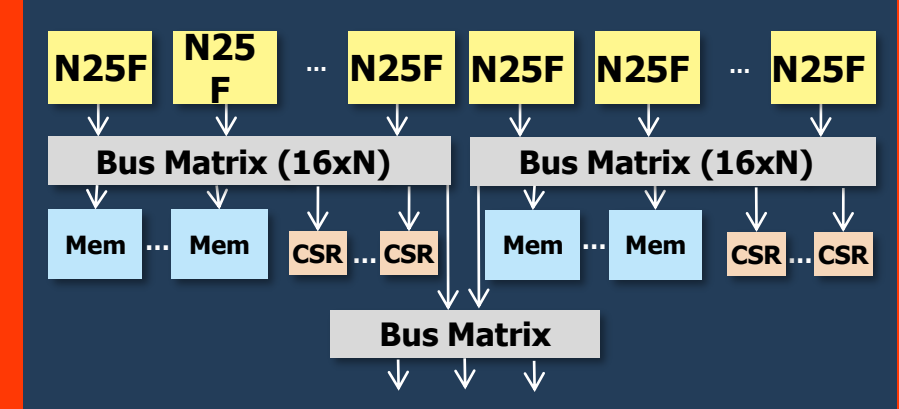 N25F N25 F ... N25F N25F N25F ... N25F
Bus Matrix (16xN) Bus Matrix (16xN)
Mem ... Mem CSR ... CSR Mem ... Mem CSR ... CSR
Bus Matrix